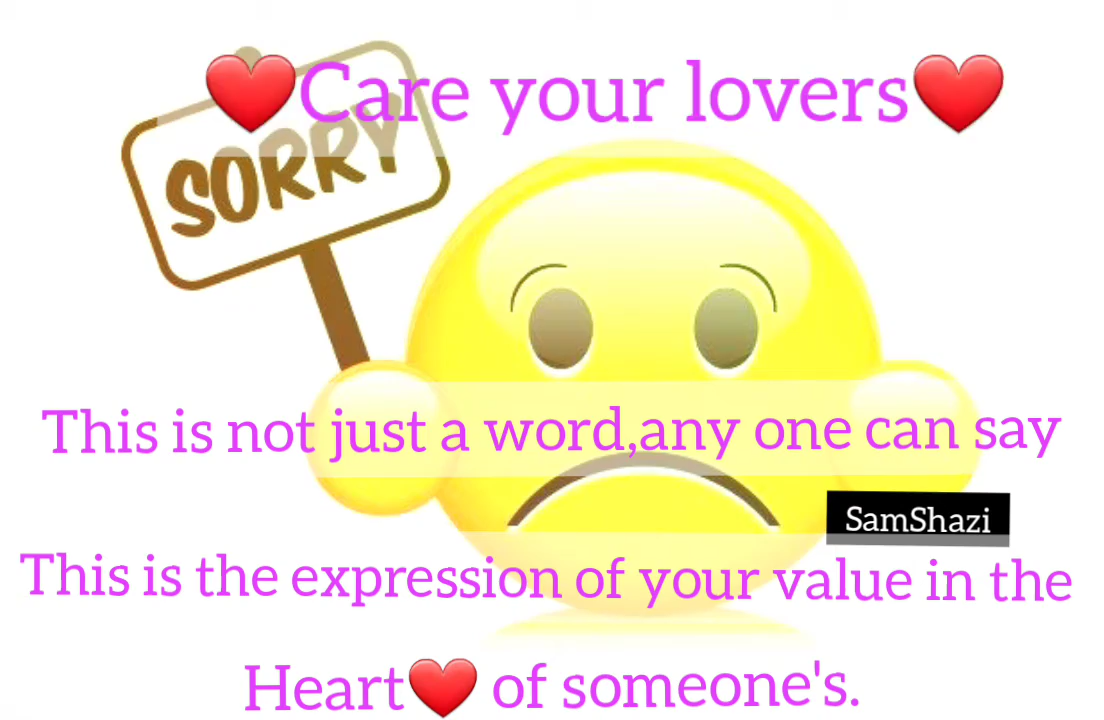 ❤️Care your lovers❤️
SORRY
This is not just a word,any one can say
SamShazi
This is the expression of your value in the
Heart❤️ of someone's.